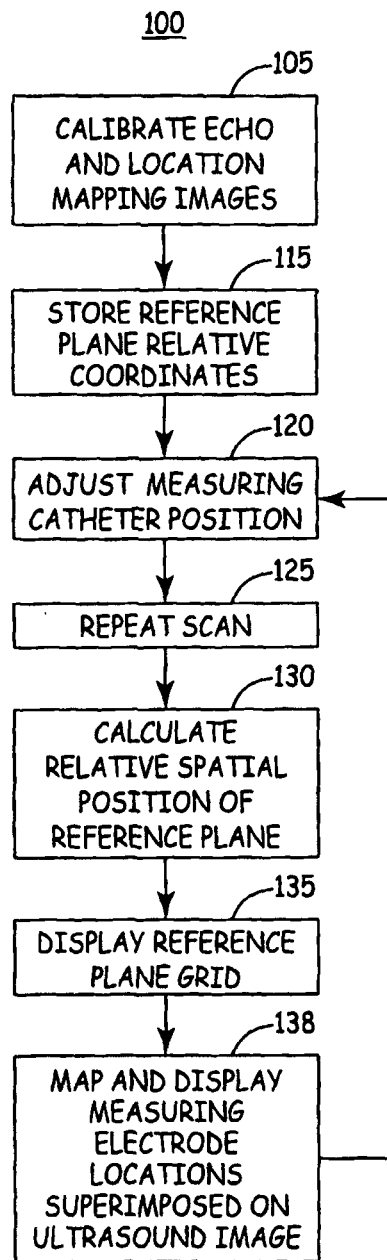 100
105
CALIBRATE ECHO
AND LOCATION
MAPPING IMAGES
115
STORE REFERENCE
PLANE RELATIVE
COORDINATES
120
ADJUST MEASURING
CATHETER POSITION
125
REPEAT SCAN
130
CALCULATE
RELATIVE SPATIAL
POSITION OF
REFERENCE PLANE
135
DISPLAY REFERENCE
PLANE GRID
138
MAP AND DISPLAY
MEASURING
ELECTRODE
LOCATIONS
SUPERIMPOSED ON
ULTRASOUND IMAGE